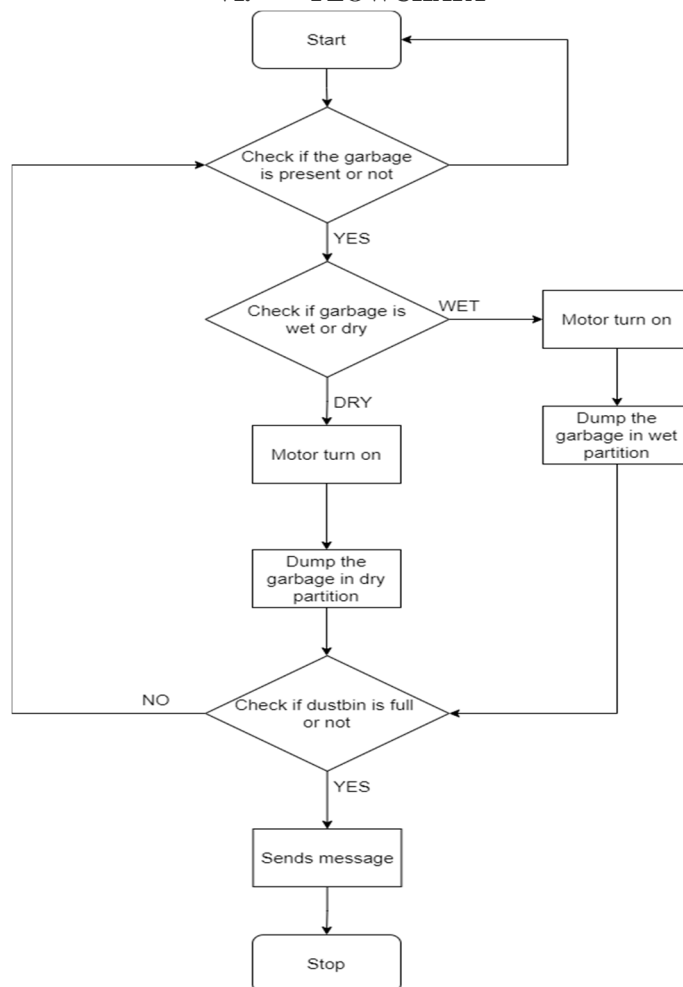 Start
Check if the garbage
is present or not
YES
Check if garbage is
wet or dry
WET
Motor turn on
DRY
Motor turn on
Dump the
garbage in wet
partition
Dump the
garbage in dry
partition
NO
Check if dustbin is full
or not
YES
Sends message
Stop